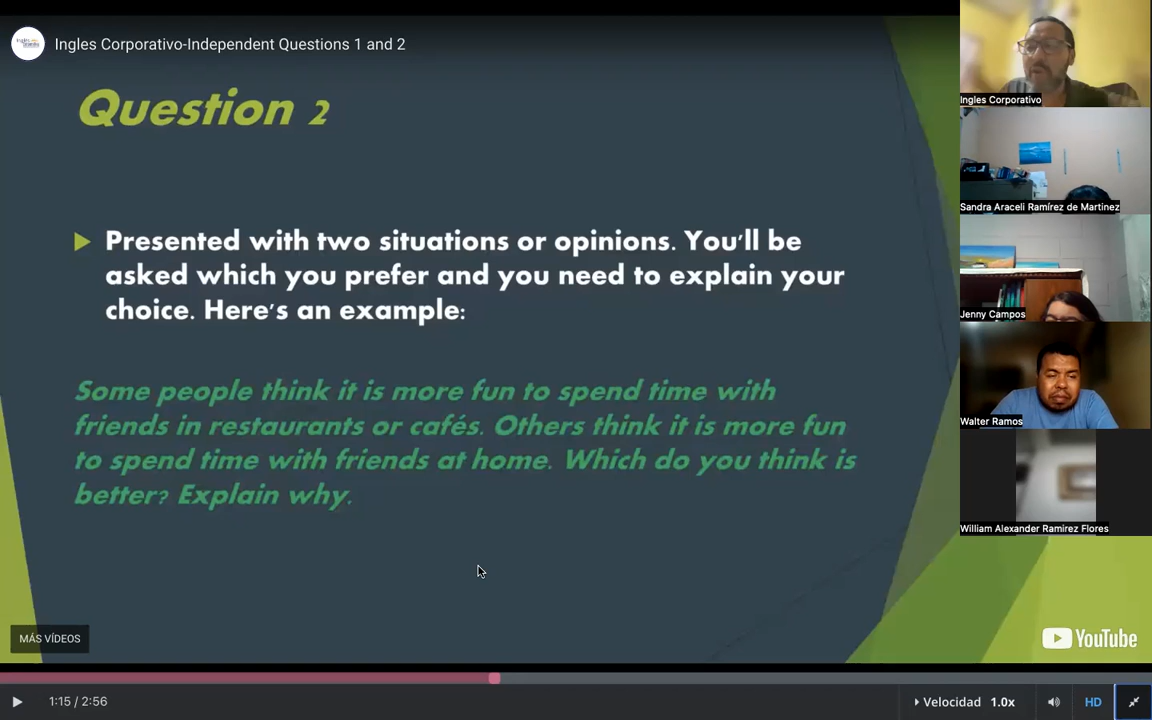 Ingles Corporativo-Independent Questions 1 and 2
Question 2
Presented with two situations or opinions. You'll be
asked which you prefer and you need to explain your
choice. Here's an example:
Some people think it is more fun to spend time with
friends in restaurants or cafés. Others think it is more fun
to spend time with friends at home. Which do you think is
better? Explain why.
Ingles Corporativo
Sandra Araceli Ramírez de Martinez
Jenny Campos
Walter Ramos
William Alexander Ramirez Flores
MÁS VÍDEOS
YouTube
1:15 / 2:56
Velocidad 1.0x
HD